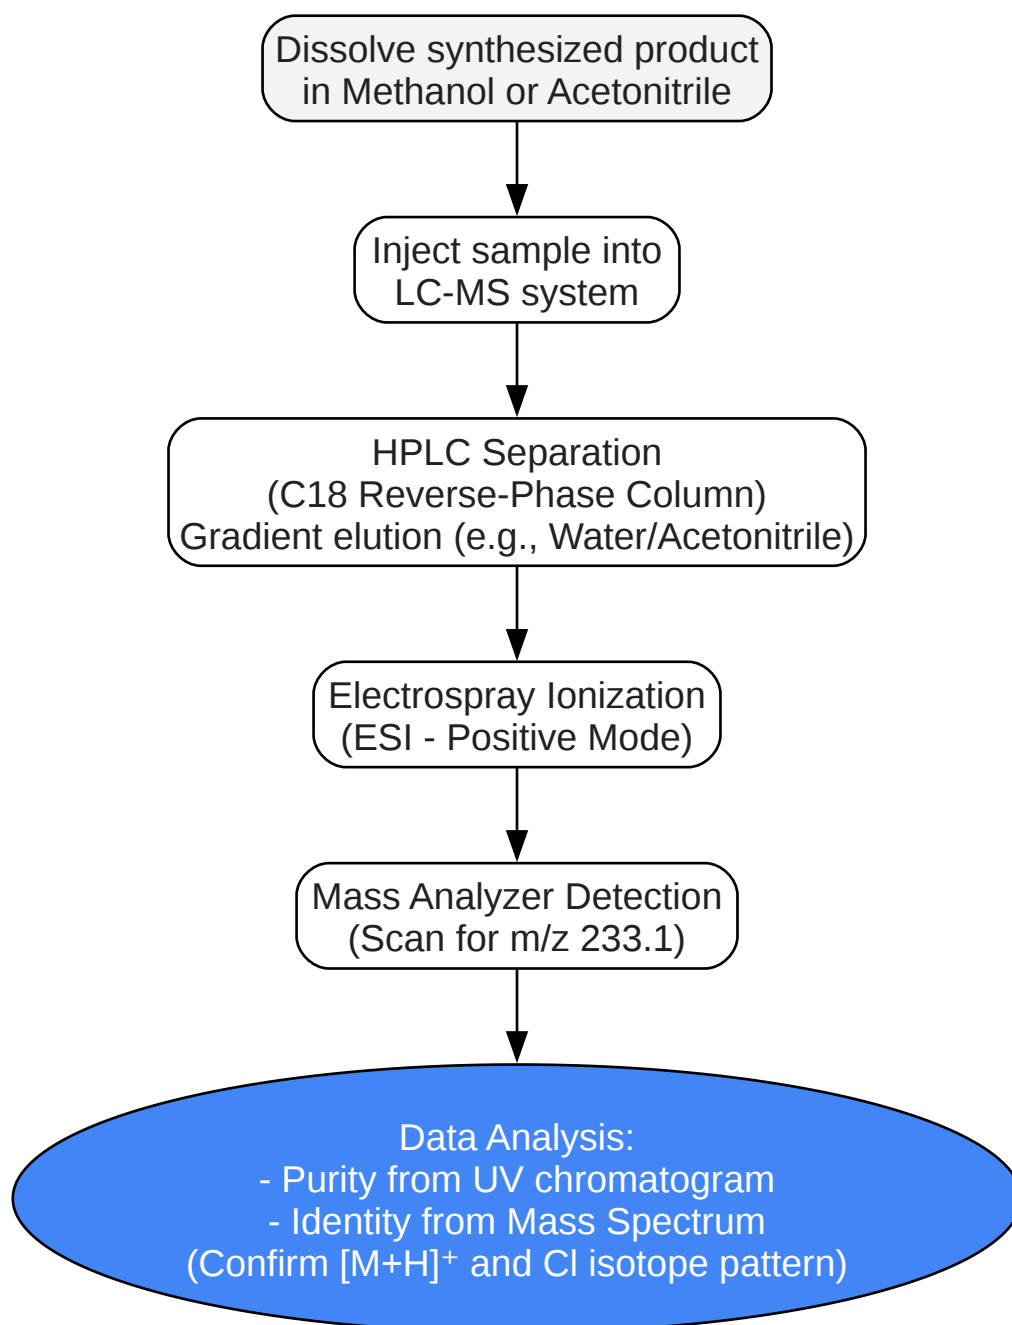 Dissolve synthesized product
in Methanol or Acetonitrile
Inject sample into
LC-MS system
HPLC Separation
(C18 Reverse-Phase Column)
Gradient elution (e.g., Water/Acetonitrile)
Electrospray Ionization
(ESI - Positive Mode)
Mass Analyzer Detection
(Scan for m/z 233.1)
Data Analysis:
- Purity from UV chromatogram
- Identity from Mass Spectrum
(Confirm [M+H]⁺ and Cl isotope pattern)